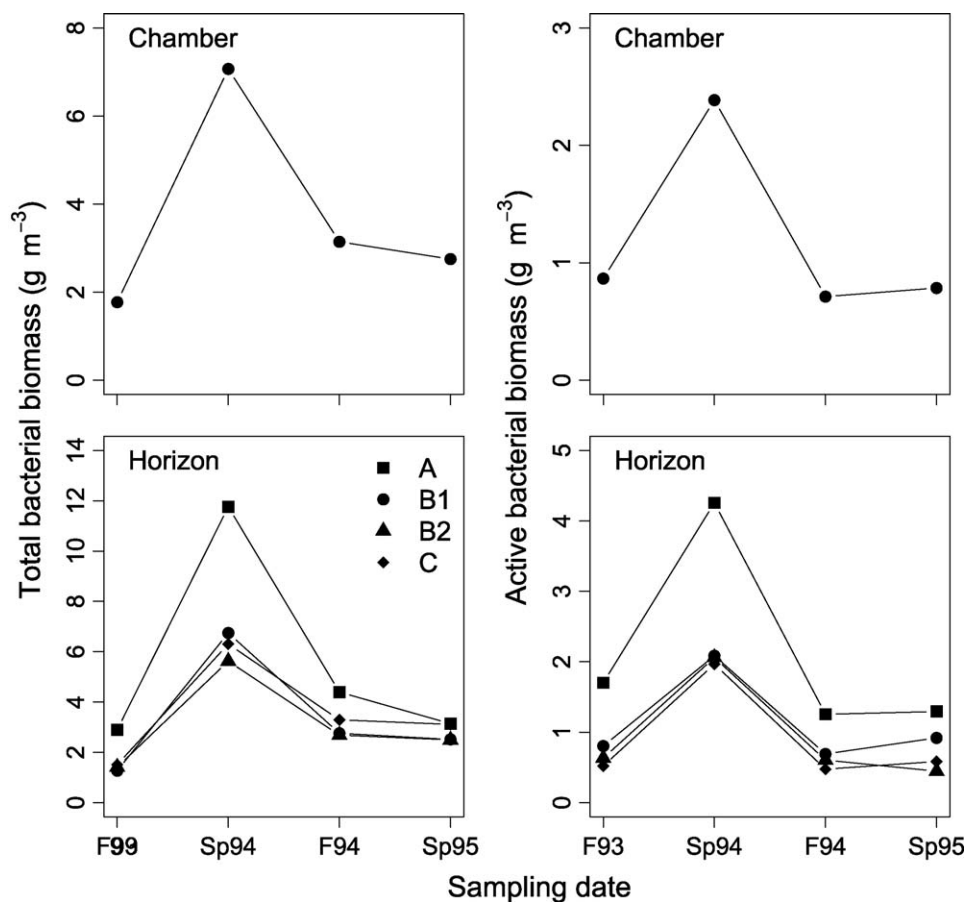 Chamber
Chamber
8
6
4
2
0
3
2
1
0
Total bacterial biomass (g m⁻³)
Active bacterial biomass (g m⁻³)
Horizon
Horizon
A
B1
B2
C
14
12
10
8
6
4
2
0
5
4
3
2
1
0
Sp94
F94
Sp95
F93
Sp94
F94
Sp95
Sampling date